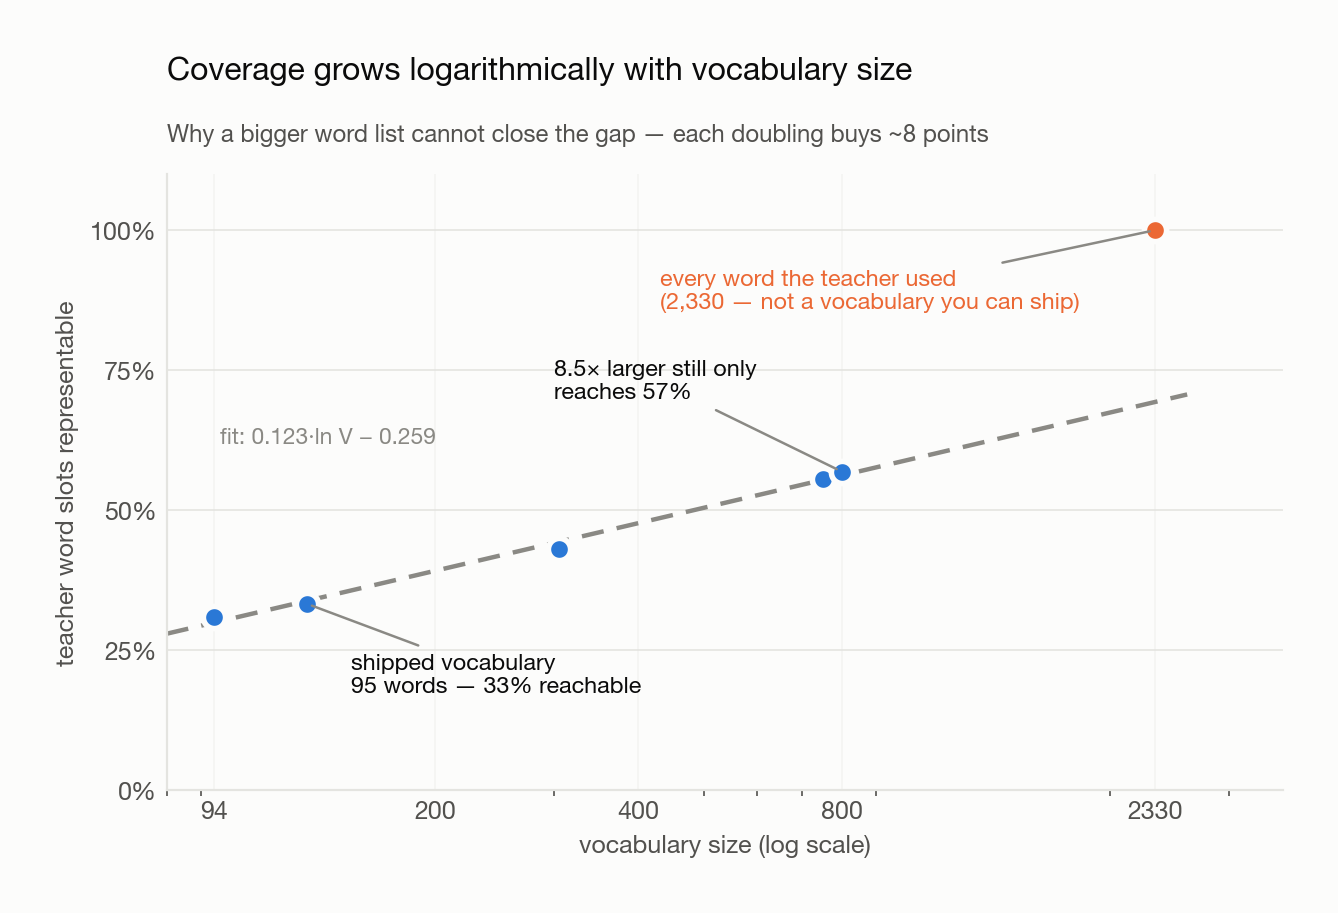 Coverage grows logarithmically with vocabulary size
Why a bigger word list cannot close the gap — each doubling buys ~8 points
100%
every word the teacher used
(2,330 — not a vocabulary you can ship)
75%
8.5× larger still only
reaches 57%
fit: 0.123·ln V − 0.259
50%
25%
shipped vocabulary
95 words — 33% reachable
0%
teacher word slots representable
94 200 400 800 2330
vocabulary size (log scale)